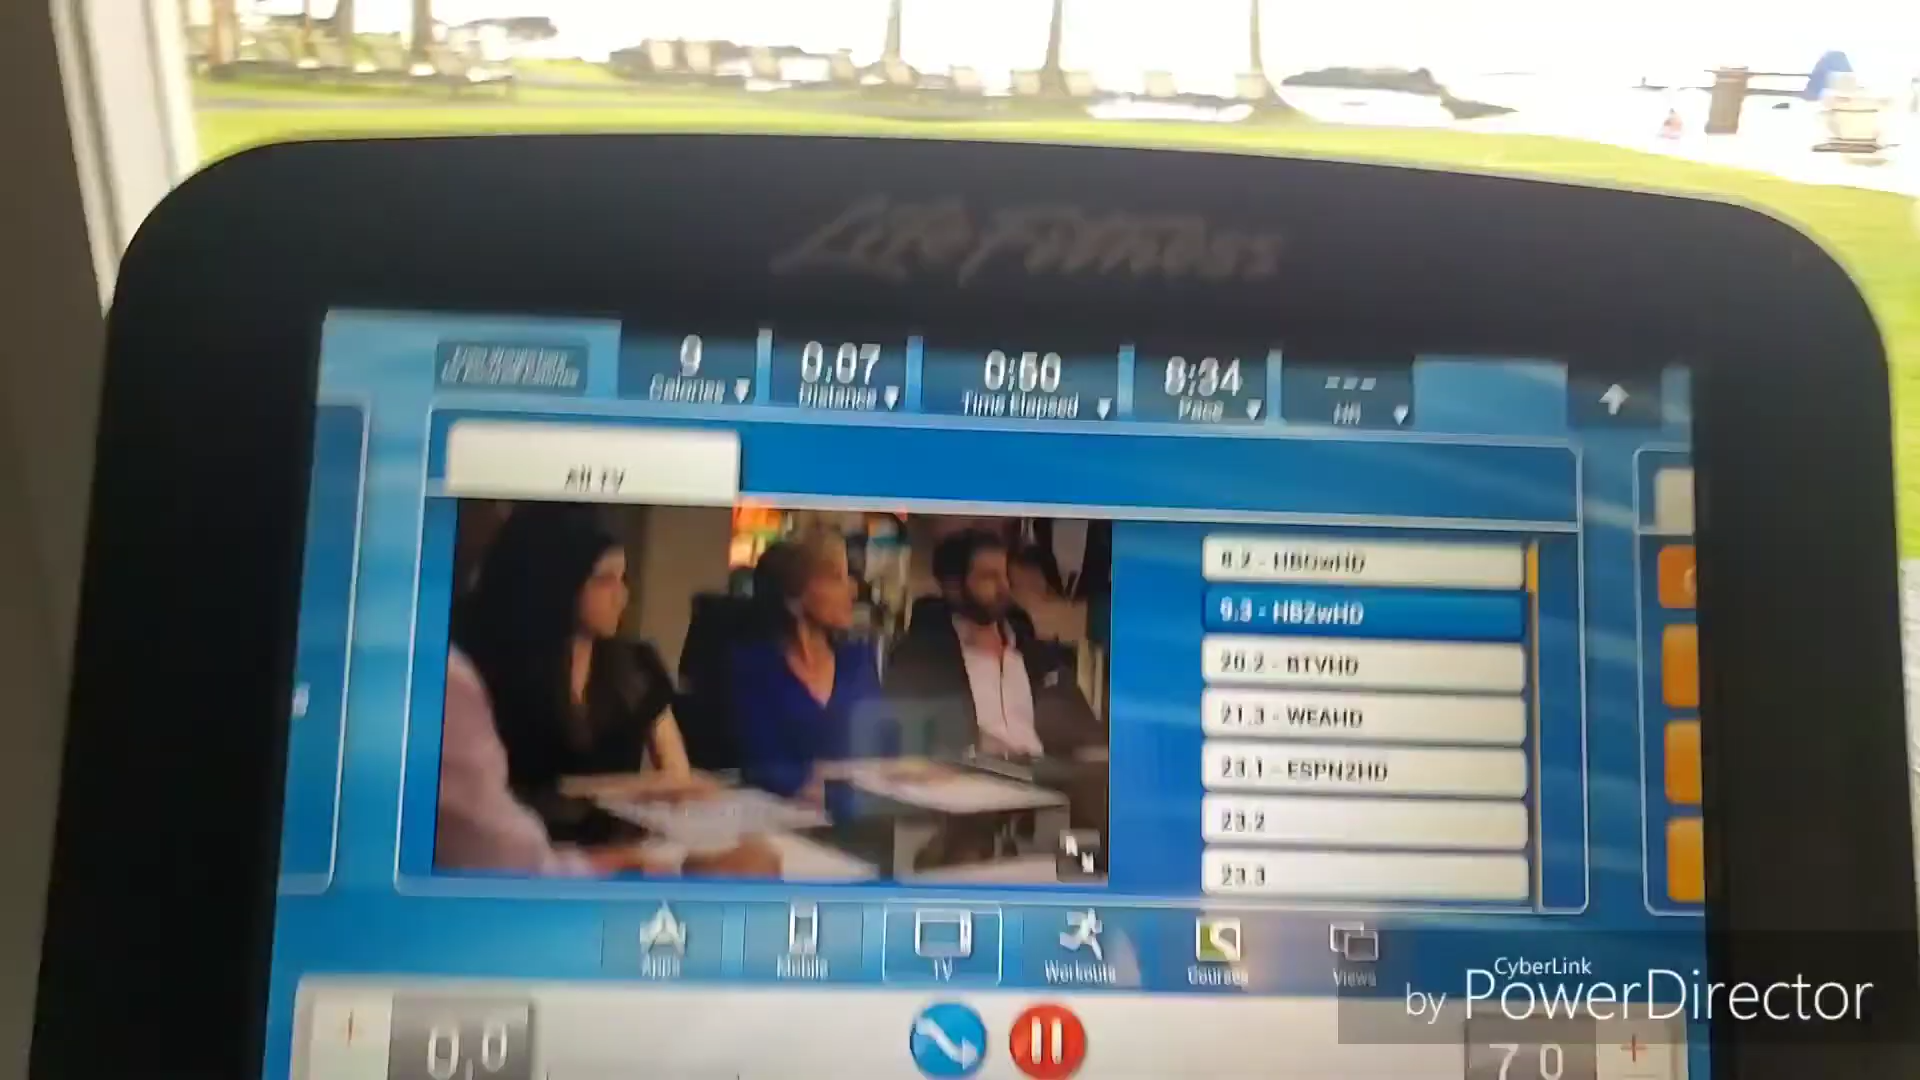 Life Fitness
9
Calories
0.07
Distance
0:50
Time Elapsed
8:34
Pace
---
HR
All TV
8.2 - HBOwHD
8.3 - HB2wHD
20.2 - BTVHD
21.3 - WEAHD
23.1 - ESPN2HD
23.2
23.3
Apps
Mobile
TV
Workouts
Courses
Views
0.0
7.0
CyberLink
by PowerDirector